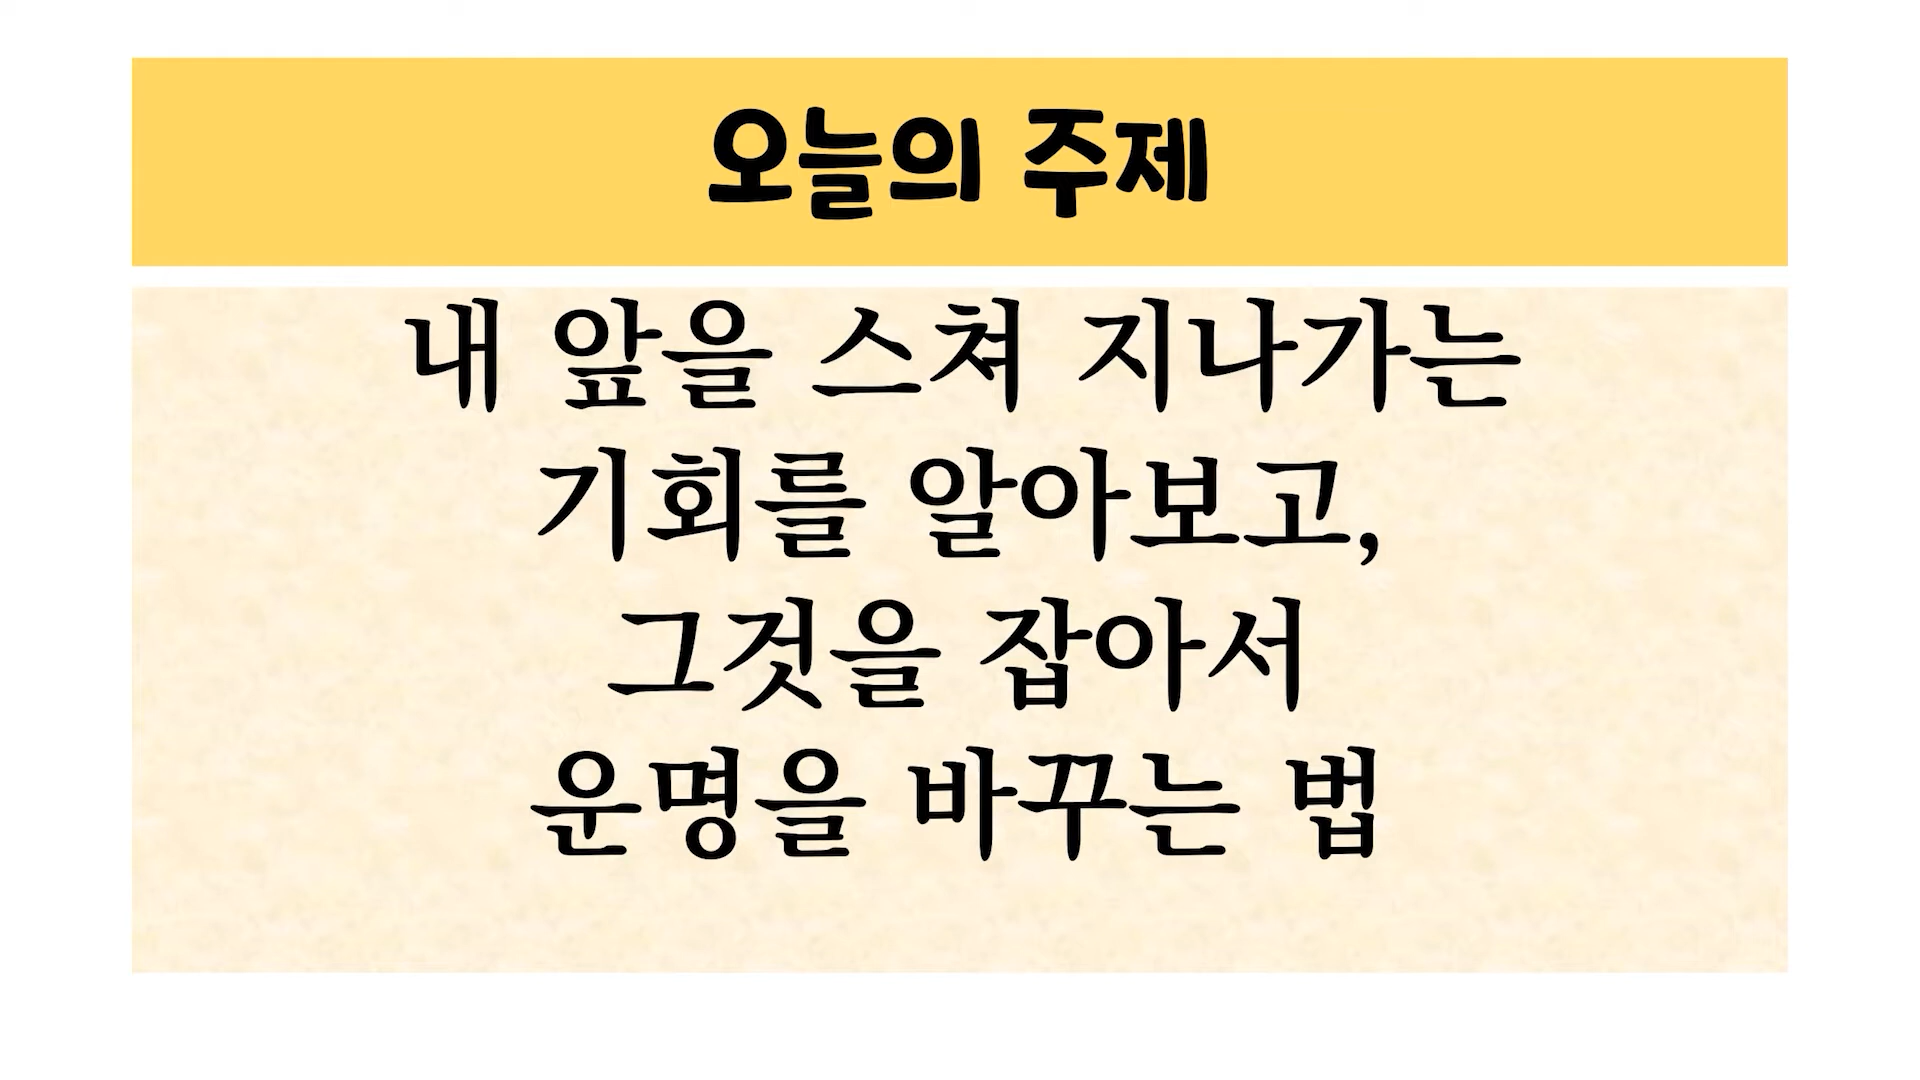 오늘의 주제
내 앞을 스쳐 지나가는
기회를 알아보고,
그것을 잡아서
운명을 바꾸는 법